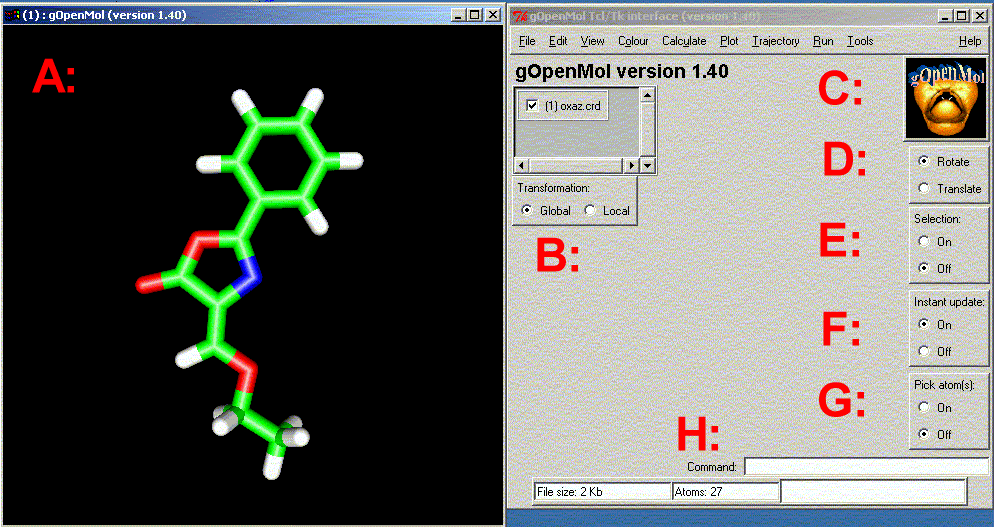 (1) : gOpenMol (version 1.40)
A:
gOpenMol Tcl/Tk interface (version 1.40)
File Edit View Colour Calculate Plot Trajectory Run Tools Help
gOpenMol version 1.40
(1) oxaz.crd
Transformation:
Global Local
B:
C:
gOpenMol
D:
Rotate
Translate
E:
Selection:
On
Off
F:
Instant update:
On
Off
G:
Pick atom(s):
On
Off
H:
Command:
File size: 2 Kb Atoms: 27